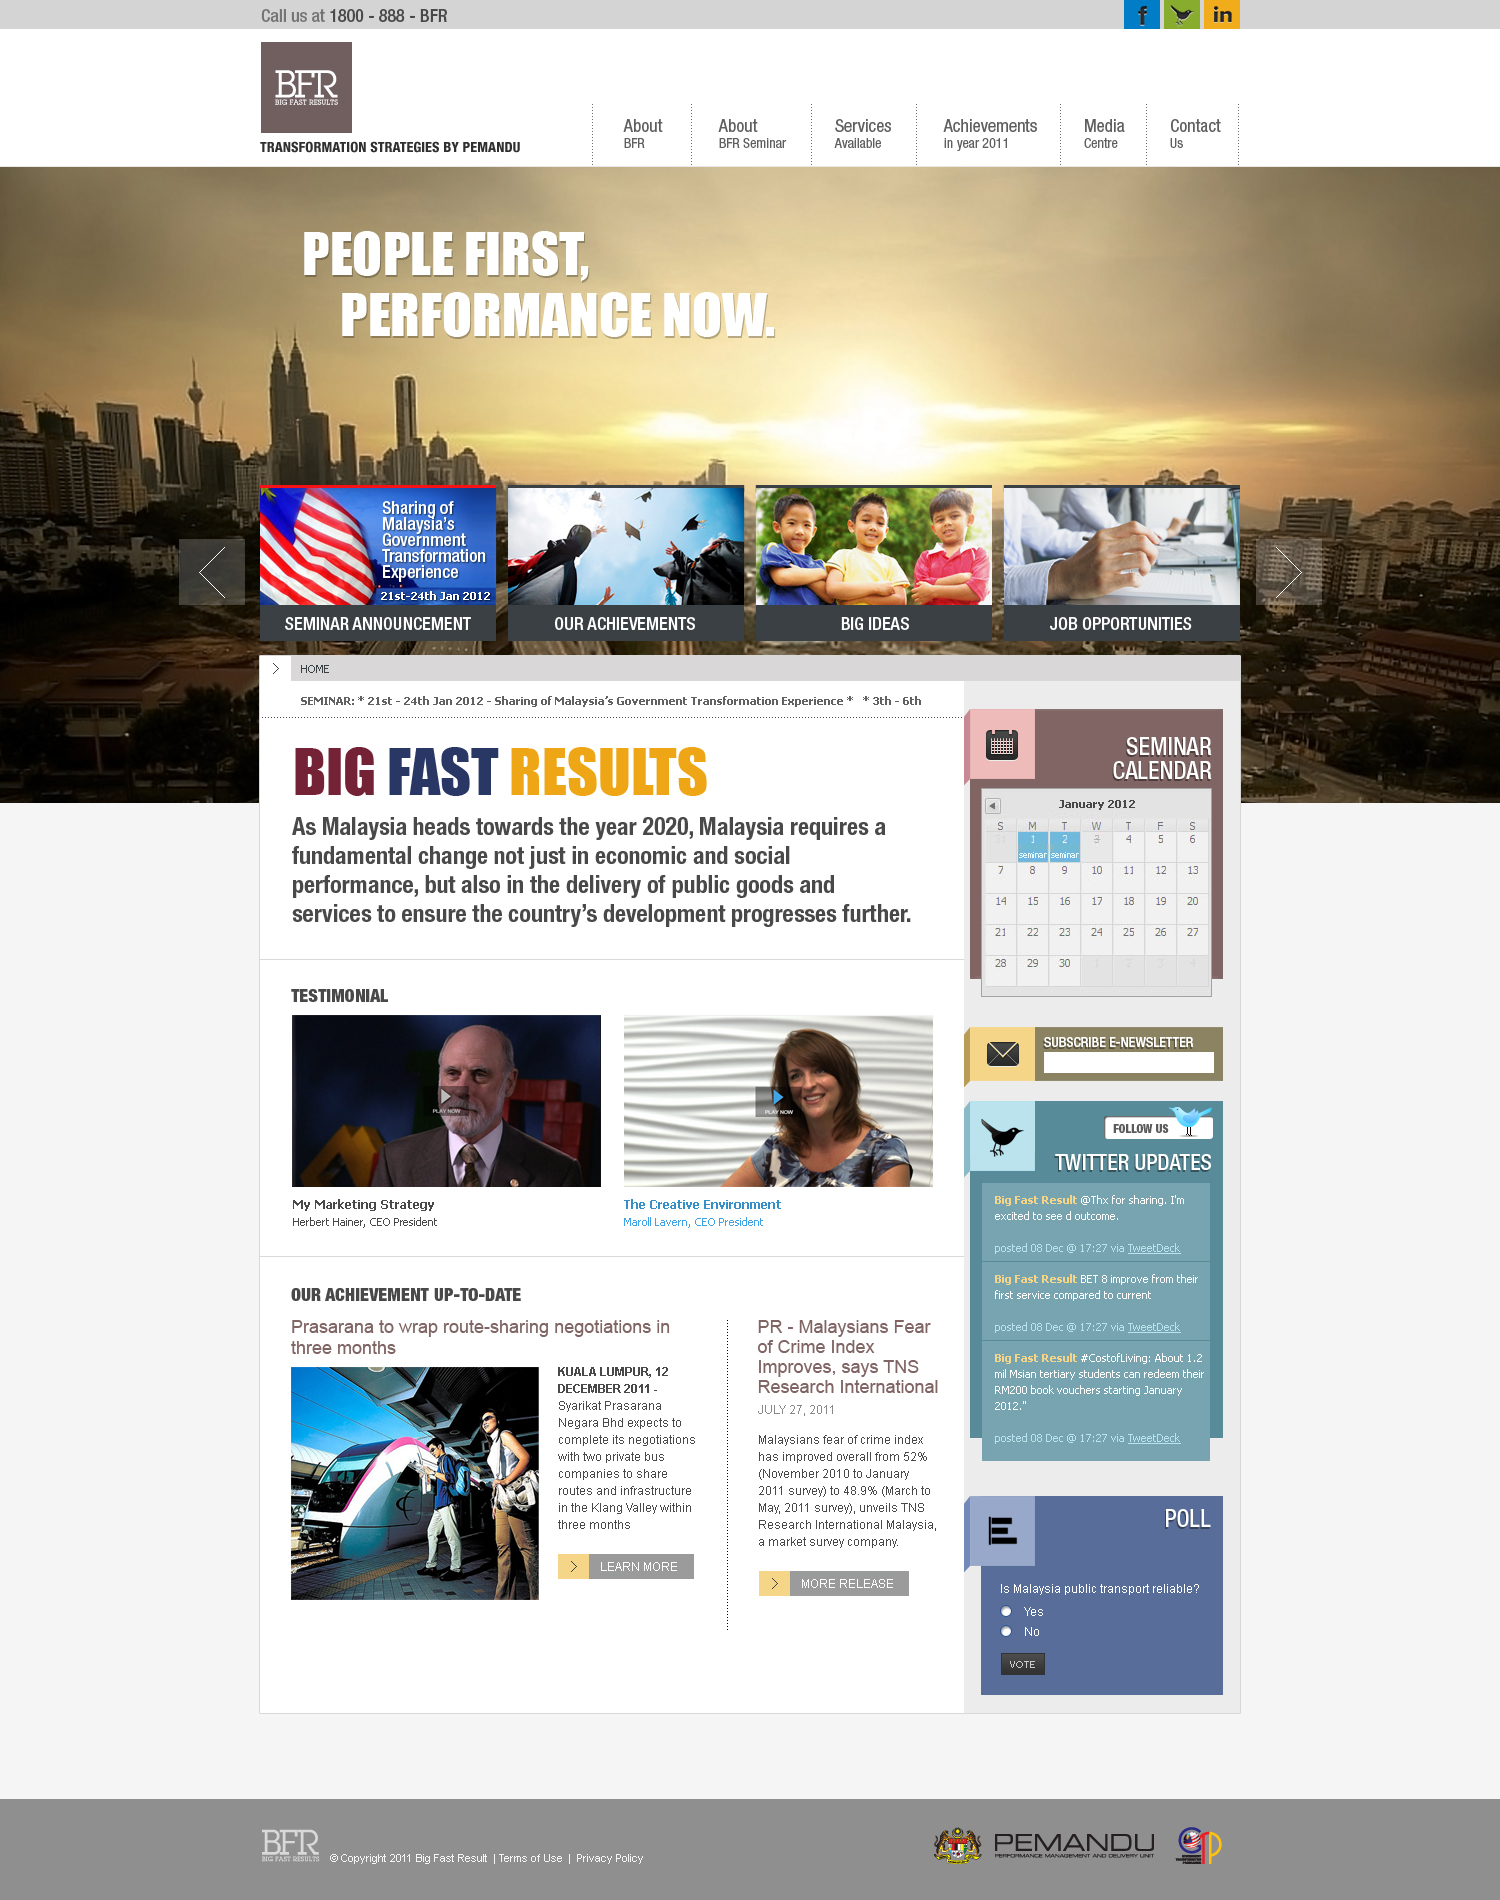 Call us at 1800 - 888 - BFR
f
in
BFR
BIG FAST RESULTS
TRANSFORMATION STRATEGIES BY PEMANDU
About
BFR
About
BFR Seminar
Services
Available
Achievements
in year 2011
Media
Centre
Contact
Us
PEOPLE FIRST,
PERFORMANCE NOW.
Sharing of
Malaysia's
Government
Transformation
Experience
21st-24th Jan 2012
SEMINAR ANNOUNCEMENT
OUR ACHIEVEMENTS
BIG IDEAS
JOB OPPORTUNITIES
HOME
SEMINAR: * 21st - 24th Jan 2012 - Sharing of Malaysia's Government Transformation Experience *  * 3th - 6th
BIG FAST RESULTS
As Malaysia heads towards the year 2020, Malaysia requires a
fundamental change not just in economic and social
performance, but also in the delivery of public goods and
services to ensure the country's development progresses further.
TESTIMONIAL
PLAY NOW
PLAY NOW
My Marketing Strategy
Herbert Hainer, CEO President
The Creative Environment
Maroll Lavern, CEO President
OUR ACHIEVEMENT UP-TO-DATE
Prasarana to wrap route-sharing negotiations in
three months
KUALA LUMPUR, 12
DECEMBER 2011 -
Syarikat Prasarana
Negara Bhd expects to
complete its negotiations
with two private bus
companies to share
routes and infrastructure
in the Klang Valley within
three months
LEARN MORE
PR - Malaysians Fear
of Crime Index
Improves, says TNS
Research International
JULY 27, 2011
Malaysians fear of crime index
has improved overall from 52%
(November 2010 to January
2011 survey) to 48.9% (March to
May, 2011 survey), unveils TNS
Research International Malaysia,
a market survey company.
MORE RELEASE
SEMINAR
CALENDAR
January 2012
S M T W T F S
31 1 2 3 4 5 6
seminar seminar
7 8 9 10 11 12 13
14 15 16 17 18 19 20
21 22 23 24 25 26 27
28 29 30 1 2 3 4
SUBSCRIBE E-NEWSLETTER
FOLLOW US
TWITTER UPDATES
Big Fast Result @Thx for sharing. I'm
excited to see d outcome.
posted 08 Dec @ 17:27 via TweetDeck
Big Fast Result BET 8 improve from their
first service compared to current
posted 08 Dec @ 17:27 via TweetDeck
Big Fast Result #CostofLiving: About 1.2
mil Msian tertiary students can redeem their
RM200 book vouchers starting January
2012."
posted 08 Dec @ 17:27 via TweetDeck
POLL
Is Malaysia public transport reliable?
Yes
No
VOTE
BFR
BIG FAST RESULTS
© Copyright 2011 Big Fast Result | Terms of Use | Privacy Policy
PEMANDU
PERFORMANCE MANAGEMENT AND DELIVERY UNIT